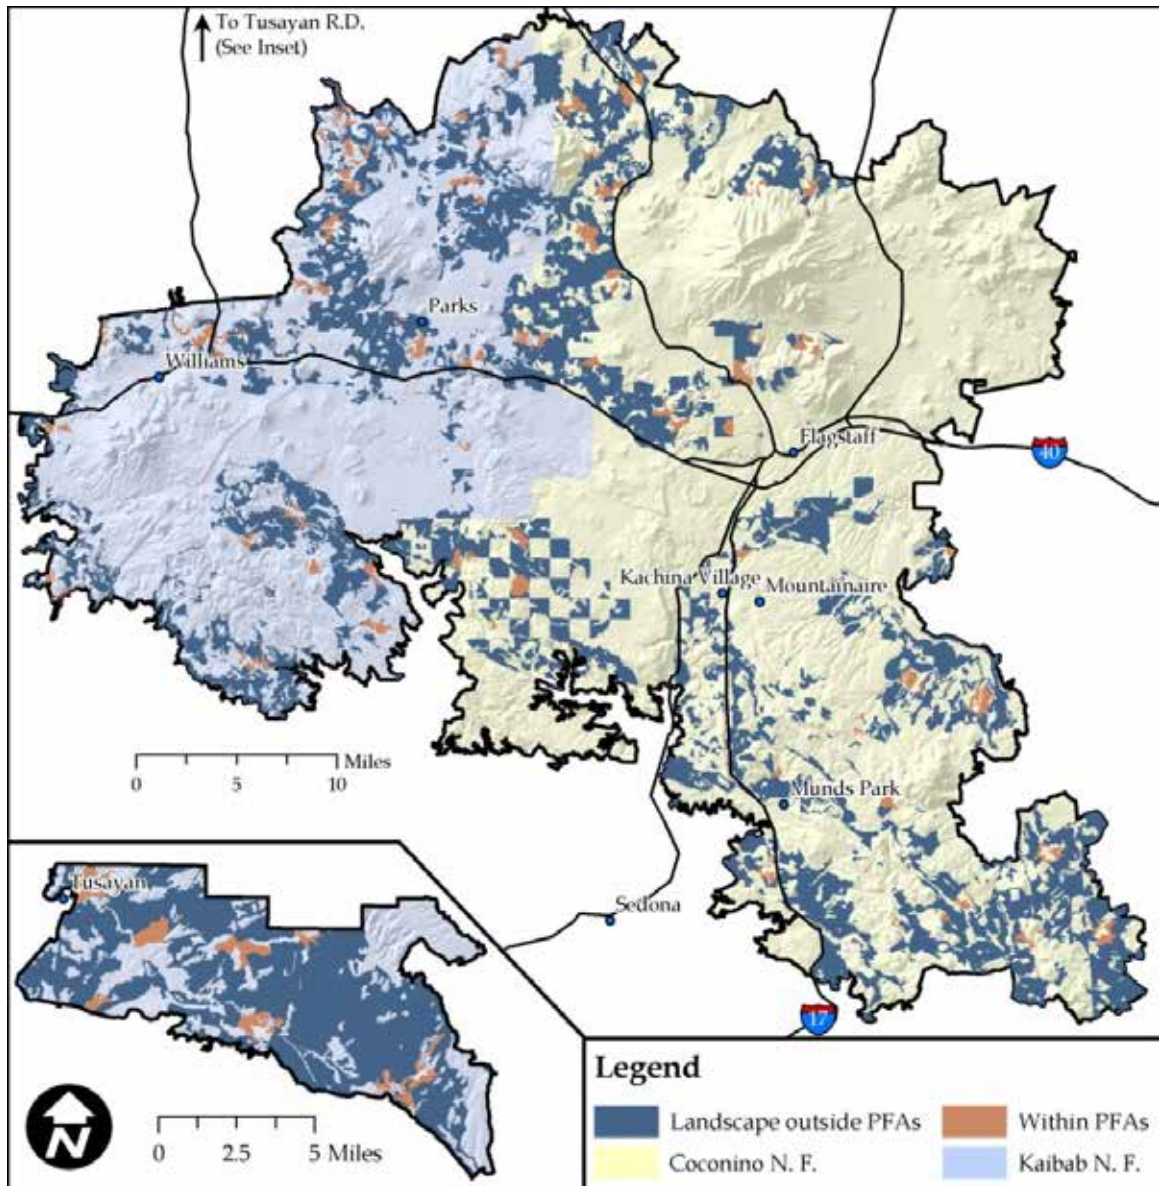 To Tusayan R.D.
(See Inset)
Parks
Williams
Flagstaff
40
Kachina Village
Mountainaire
Miles
0 5 10
Munds Park
Tusayan
Sedona
17
N
0 2.5 5 Miles
Legend
Landscape outside PFAs
Within PFAs
Coconino N. F.
Kaibab N. F.